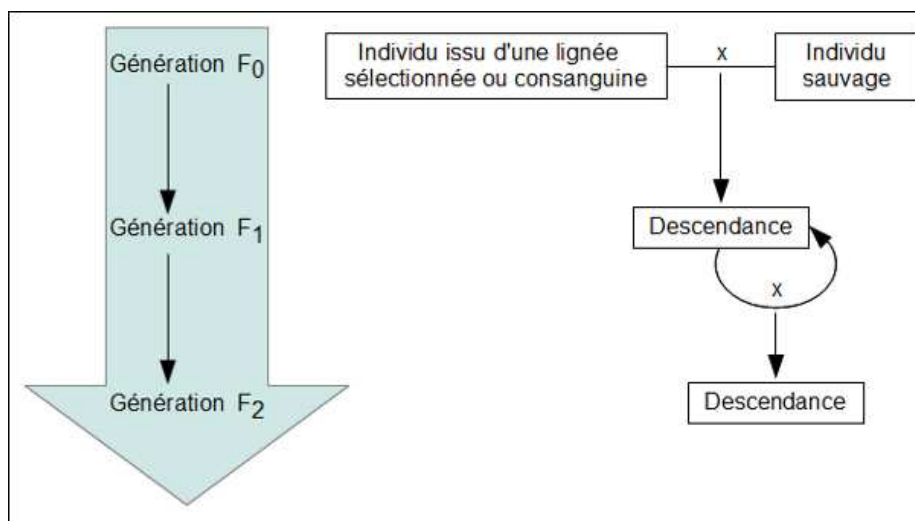 Génération F0
Génération F1
Génération F2
Individu issu d'une lignée
sélectionnée ou consanguine
x
Individu
sauvage
Descendance
x
Descendance